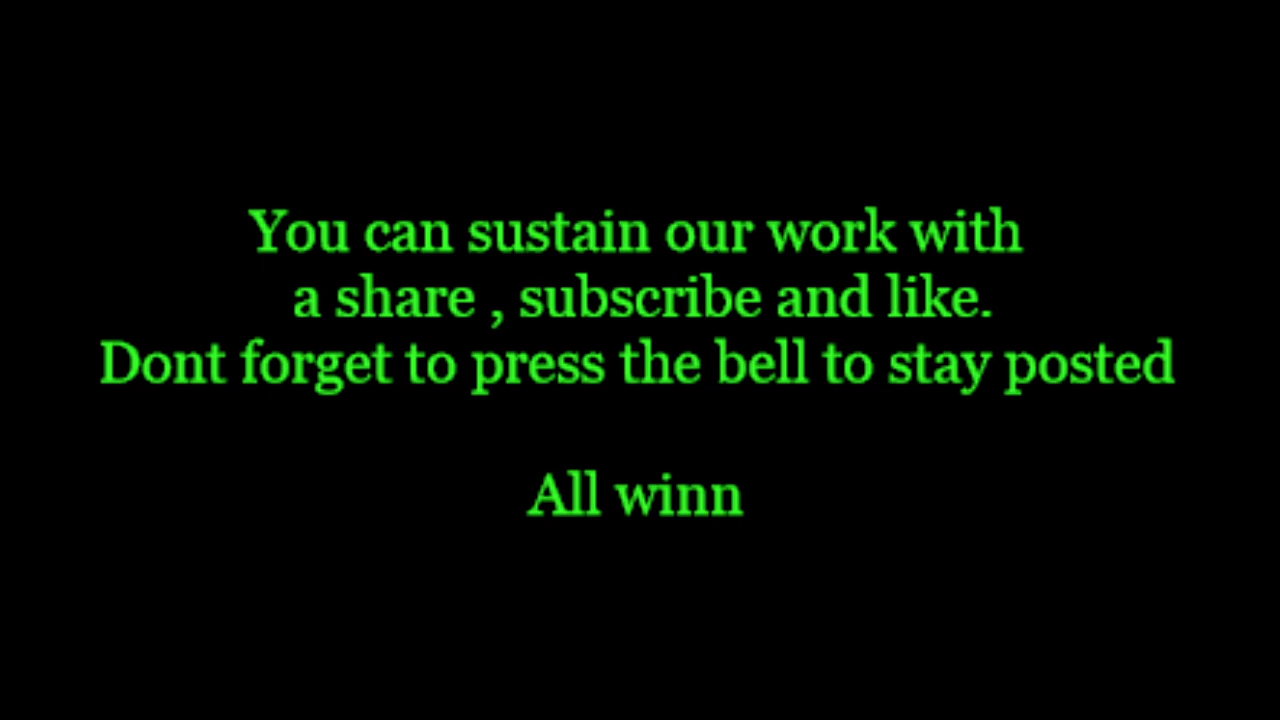 You can sustain our work with
a share , subscribe and like.
Dont forget to press the bell to stay posted
All winn